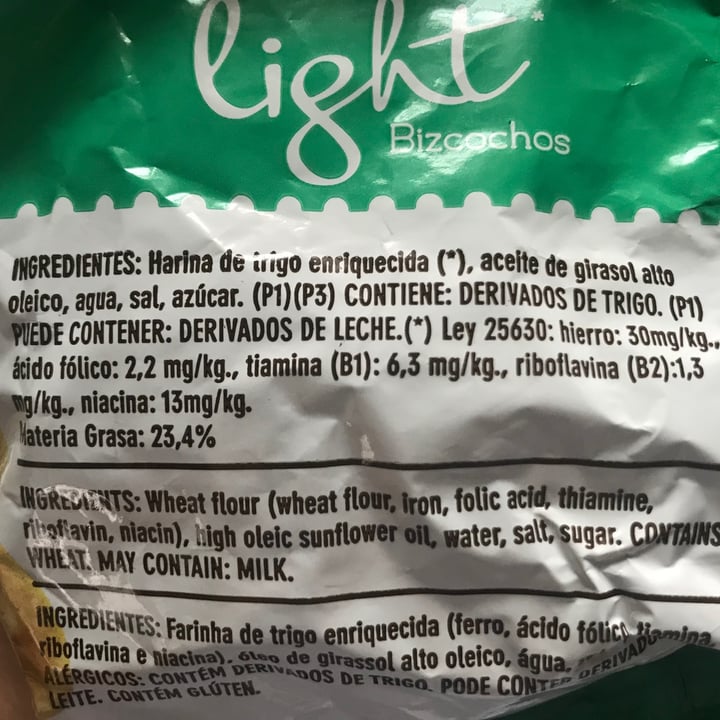 light*
Bizcochos
INGREDIENTES: Harina de trigo enriquecida (*), aceite de girasol alto
oleico, agua, sal, azúcar. (P1)(P3) CONTIENE: DERIVADOS DE TRIGO. (P1)
PUEDE CONTENER: DERIVADOS DE LECHE.(*) Ley 25630: hierro: 30mg/kg.,
ácido fólico: 2,2 mg/kg., tiamina (B1): 6,3 mg/kg., riboflavina (B2):1,3
mg/kg., niacina: 13mg/kg.
Materia Grasa: 23,4%
INGREDIENTS: Wheat flour (wheat flour, iron, folic acid, thiamine,
riboflavin, niacin), high oleic sunflower oil, water, salt, sugar. CONTAINS
WHEAT. MAY CONTAIN: MILK.
INGREDIENTES: Farinha de trigo enriquecida (ferro, ácido fólico, tiamina,
riboflavina e niacina), óleo de girassol alto oleico, água,
ALÉRGICOS: CONTÉM DERIVADOS DE TRIGO. PODE CONTER DERIVADOS
LEITE. CONTÉM GLÚTEN.